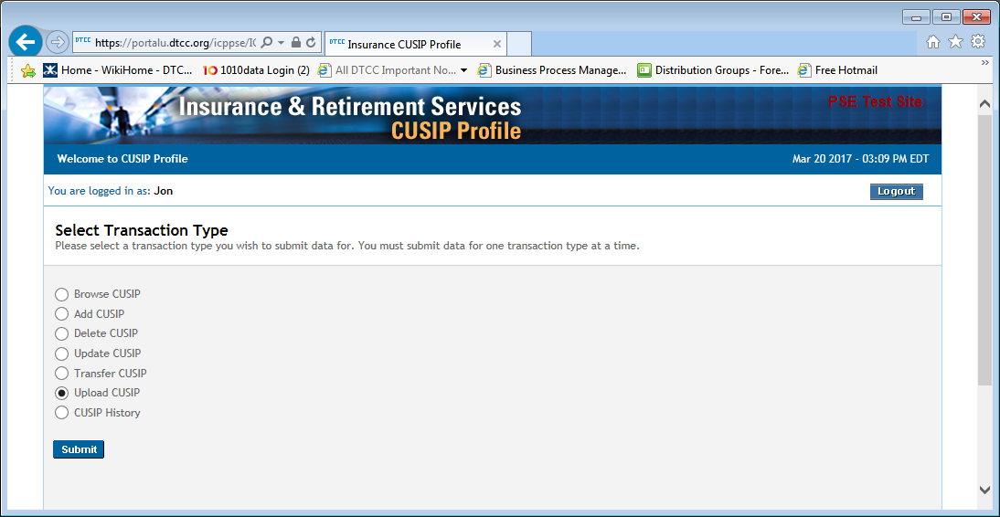 DTCC https://portalu.dtcc.org/icppse/I
DTCC Insurance CUSIP Profile
Home - WikiHome - DTC... 1010data Login (2) All DTCC Important No... Business Process Manage... Distribution Groups - Fore... Free Hotmail
Insurance & Retirement Services
CUSIP Profile
PSE Test Site
Welcome to CUSIP Profile Mar 20 2017 - 03:09 PM EDT
You are logged in as: Jon Logout
Select Transaction Type
Please select a transaction type you wish to submit data for. You must submit data for one transaction type at a time.
Browse CUSIP
Add CUSIP
Delete CUSIP
Update CUSIP
Transfer CUSIP
Upload CUSIP
CUSIP History
Submit